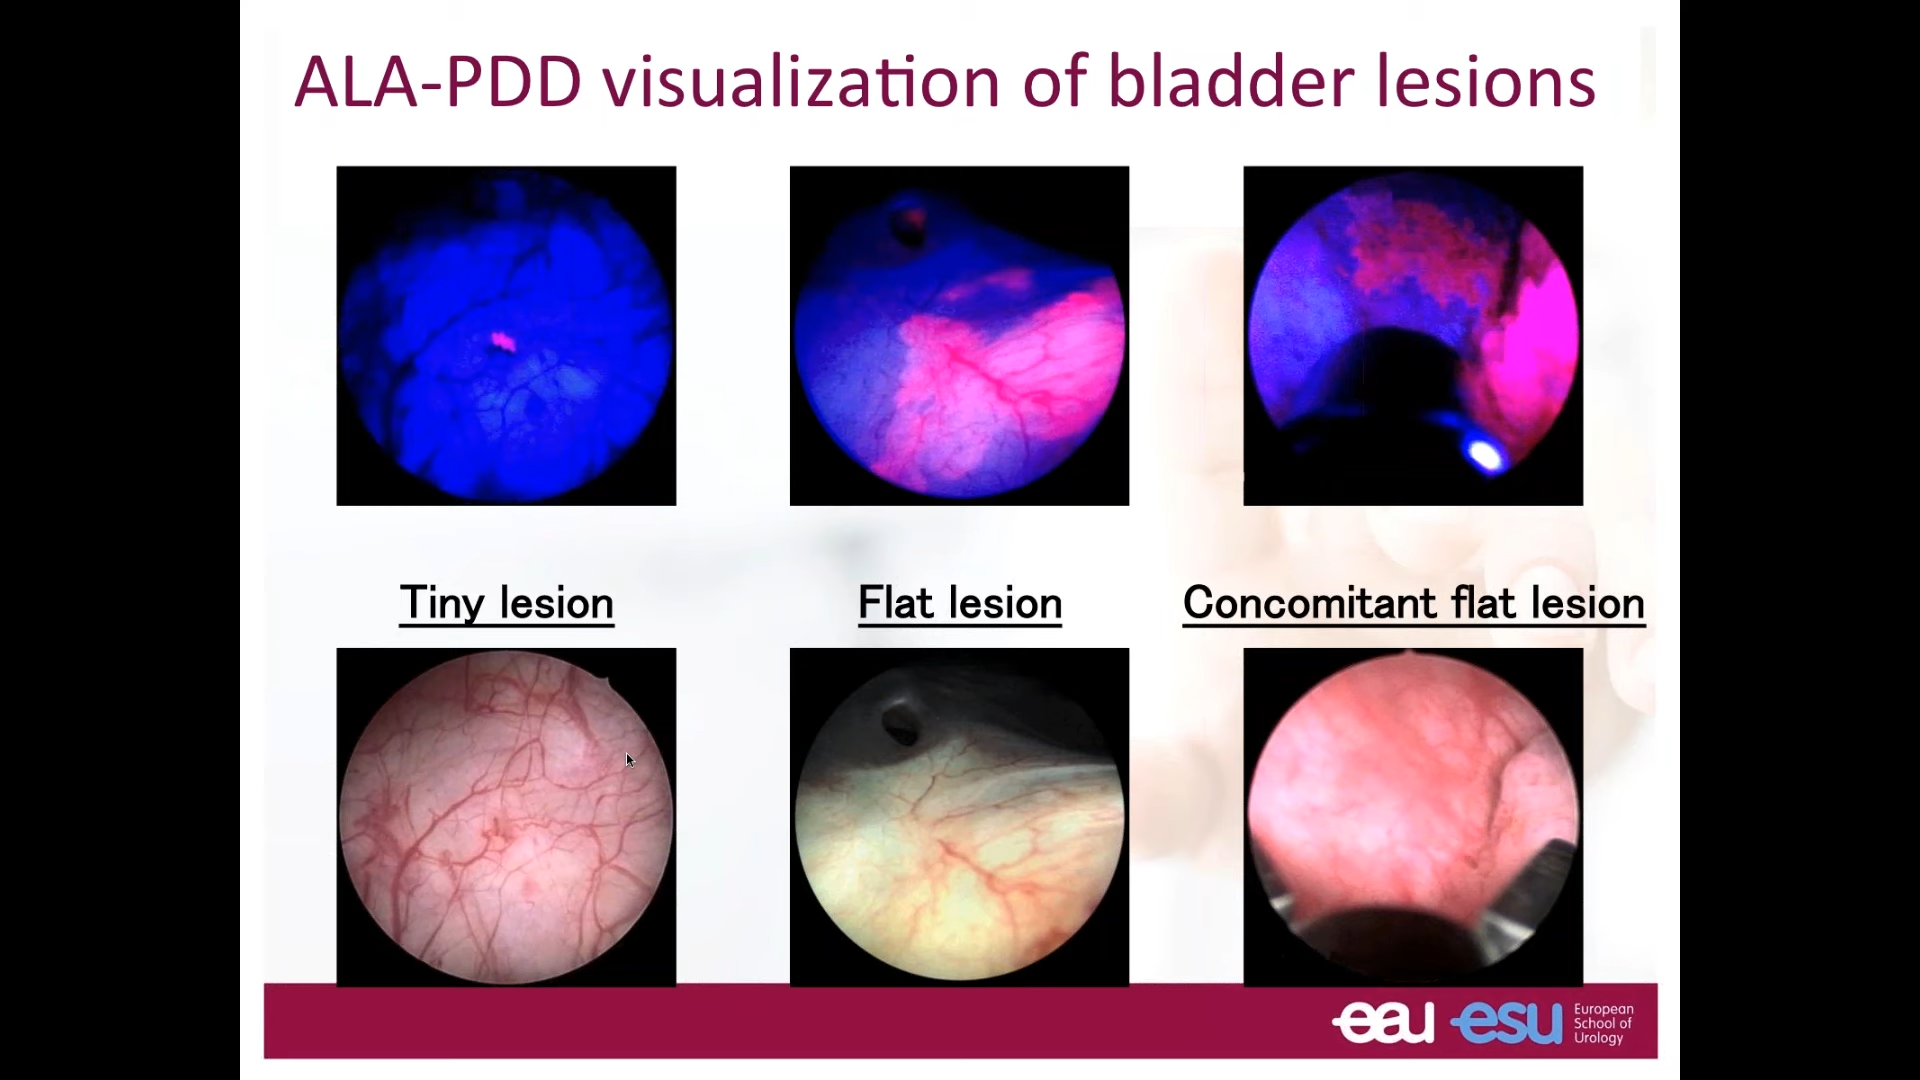 ALA-PDD visualization of bladder lesions
Tiny lesion
Flat lesion
Concomitant flat lesion
eau esu European
School of
Urology